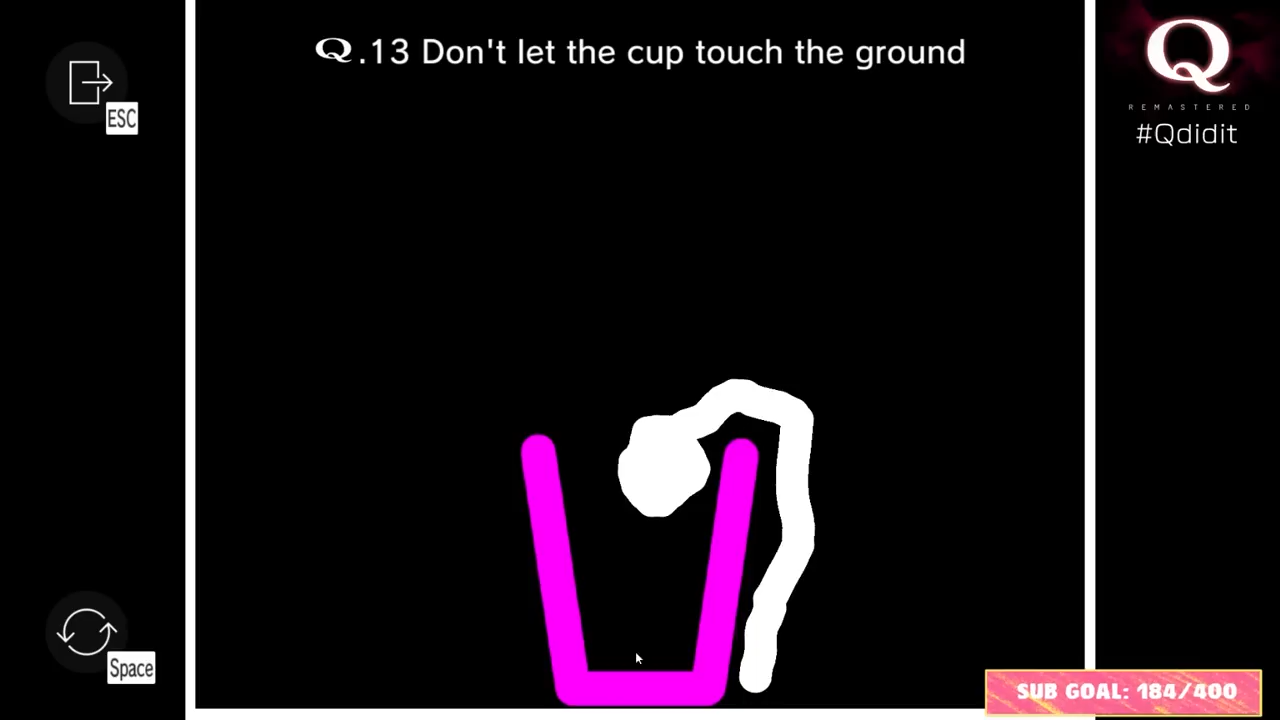 Q.13 Don't let the cup touch the ground
ESC
Q
REMASTERED
#Qdidit
Space
SUB GOAL: 184/400